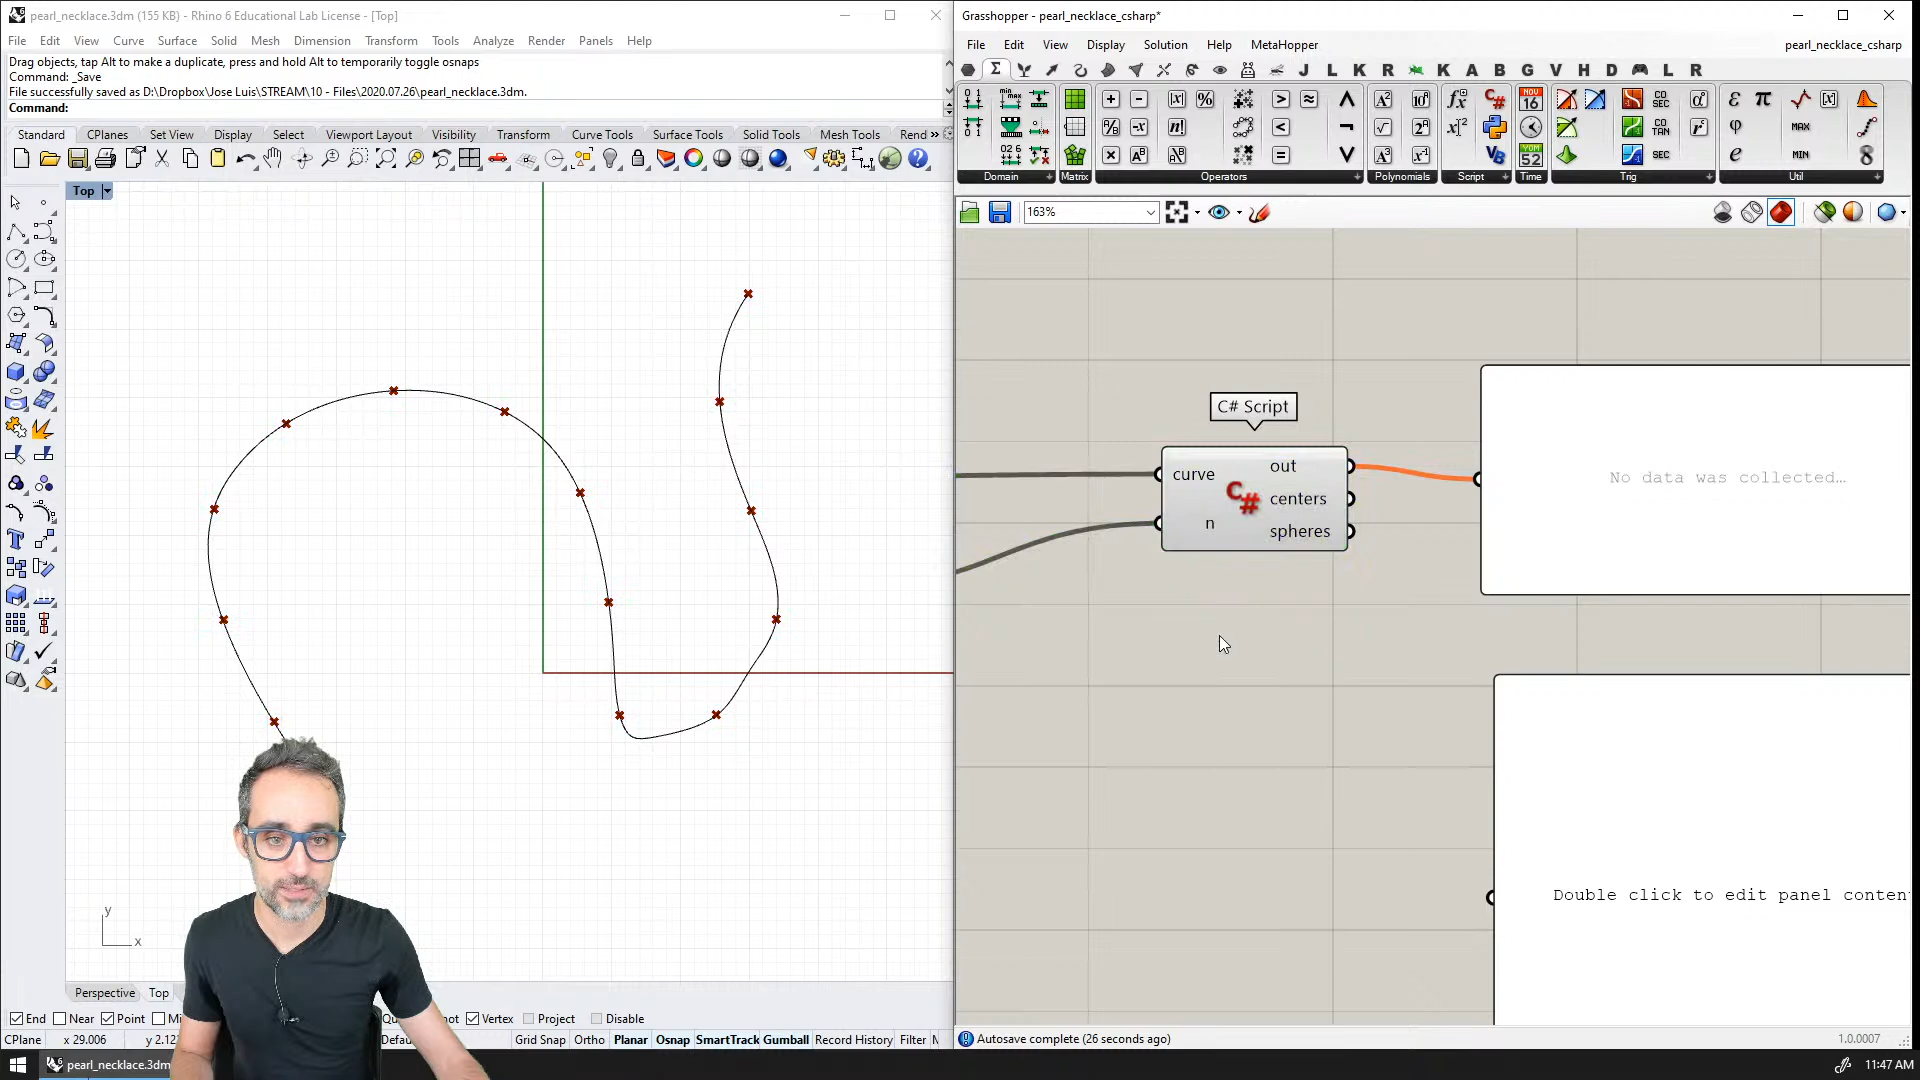 pearl_necklace.3dm (155 KB) - Rhino 6 Educational Lab License - [Top]
File Edit View Curve Surface Solid Mesh Dimension Transform Tools Analyze Render Panels Help
Drag objects, tap Alt to make a duplicate, press and hold Alt to temporarily toggle osnaps
Command: _Save
File successfully saved as D:\Dropbox\Jose Luis\STREAM\10 - Files\2020.07.26\pearl_necklace.3dm.
Command:
Standard CPlanes Set View Display Select Viewport Layout Visibility Transform Curve Tools Surface Tools Solid Tools Mesh Tools Rend »
Top
y
x
Perspective Top
End Near Point Vertex Project Disable
CPlane x 29.006 Grid Snap Ortho Planar Osnap SmartTrack Gumball Record History Filter
pearl_necklace.3dm
Grasshopper - pearl_necklace_csharp*
File Edit View Display Solution Help MetaHopper pearl_necklace_csharp
J L K R K A B G V H D L R
Domain Matrix Operators Polynomials Script Time Trig Util
163%
C# Script
curve
n
out
centers
spheres
C#
No data was collected…
Double click to edit panel conten
Autosave complete (26 seconds ago)
1.0.0007
11:47 AM